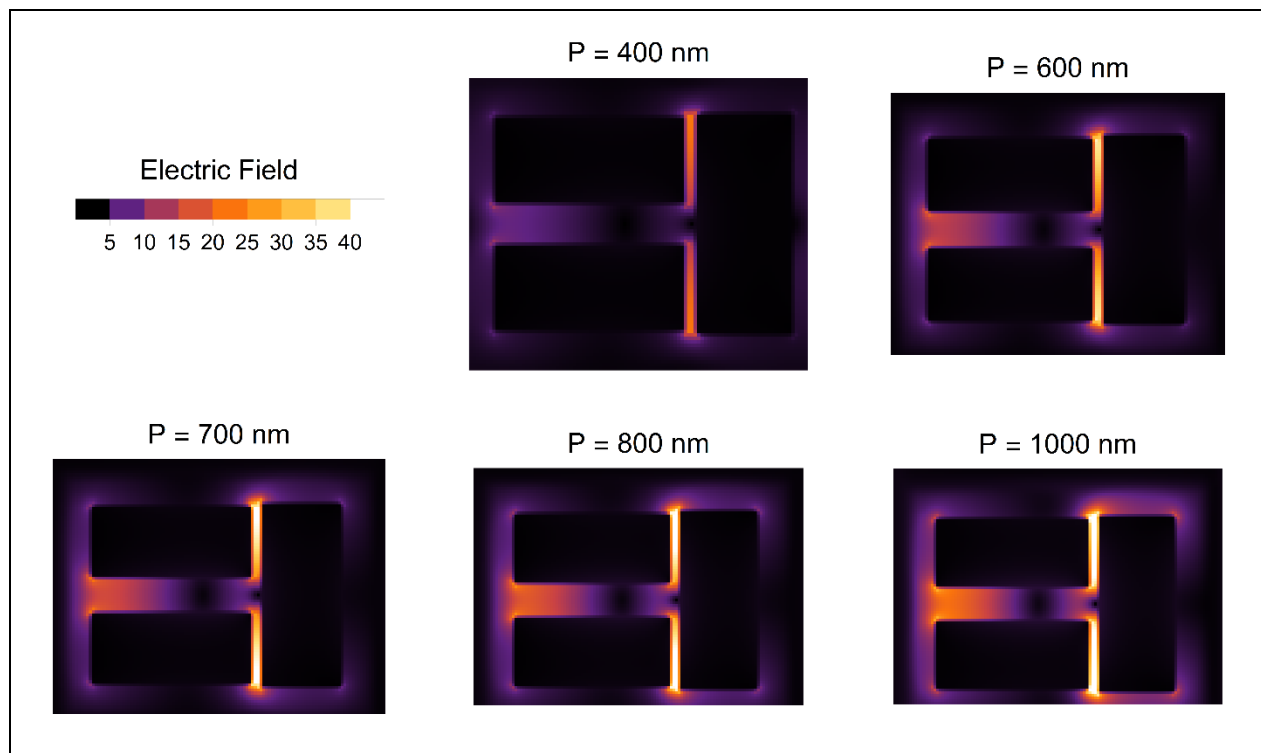 P = 400 nm
P = 600 nm
Electric Field
5 10 15 20 25 30 35 40
P = 700 nm
P = 800 nm
P = 1000 nm